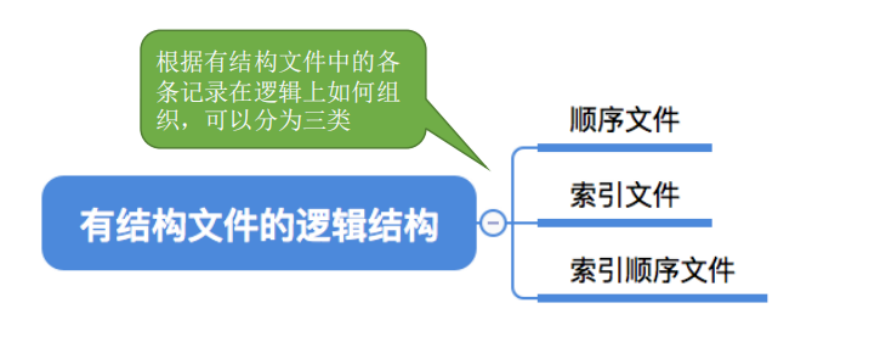 根据有结构文件中的各
条记录在逻辑上如何组
织，可以分为三类
顺序文件
有结构文件的逻辑结构
索引文件
索引顺序文件